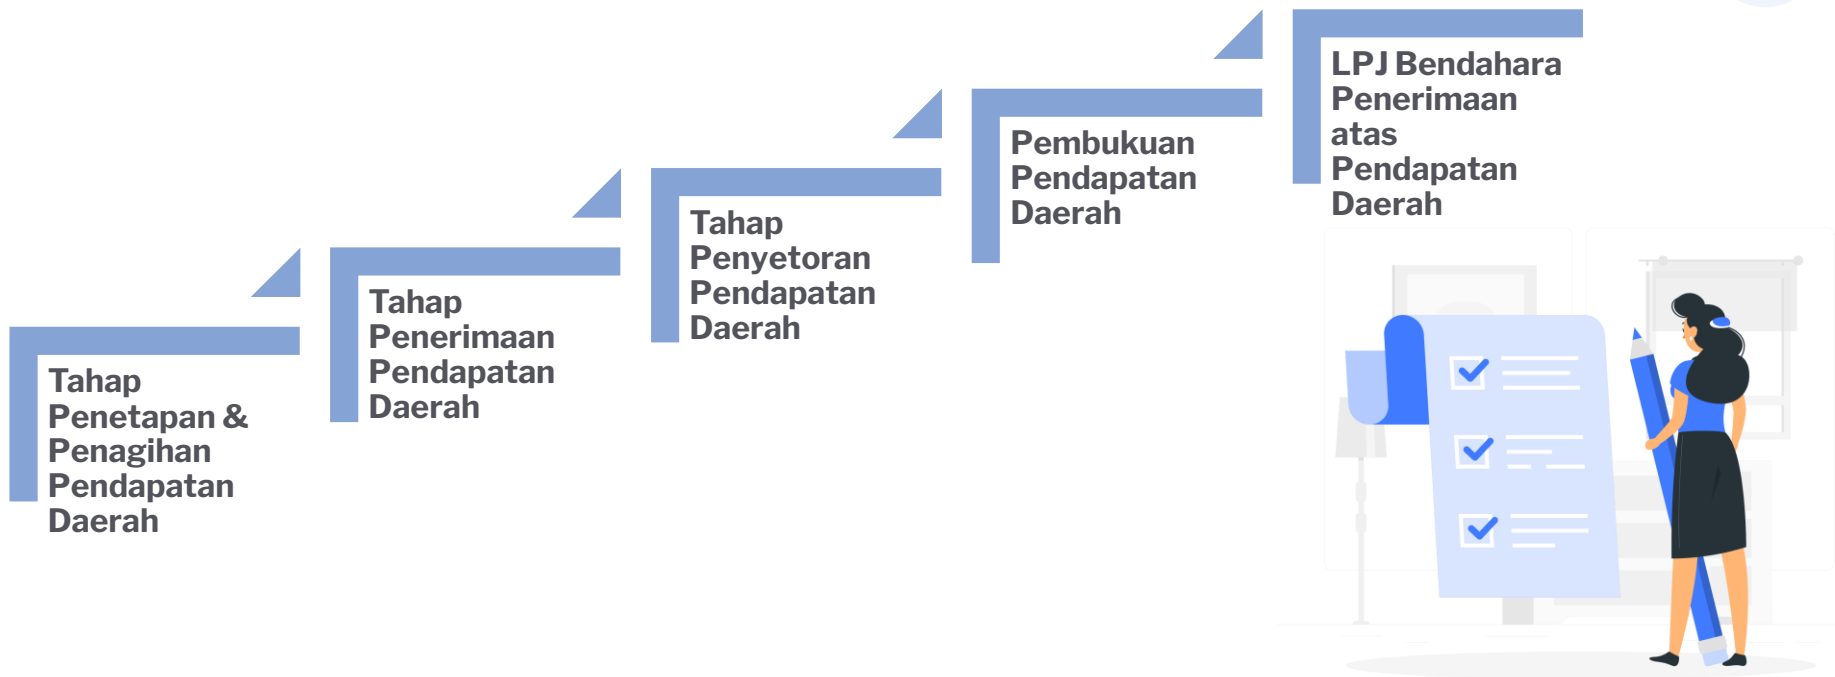 Tahap
Penetapan &
Penagihan
Pendapatan
Daerah
Tahap
Penerimaan
Pendapatan
Daerah
Tahap
Penyetoran
Pendapatan
Daerah
Pembukuan
Pendapatan
Daerah
LPJ Bendahara
Penerimaan
atas
Pendapatan
Daerah